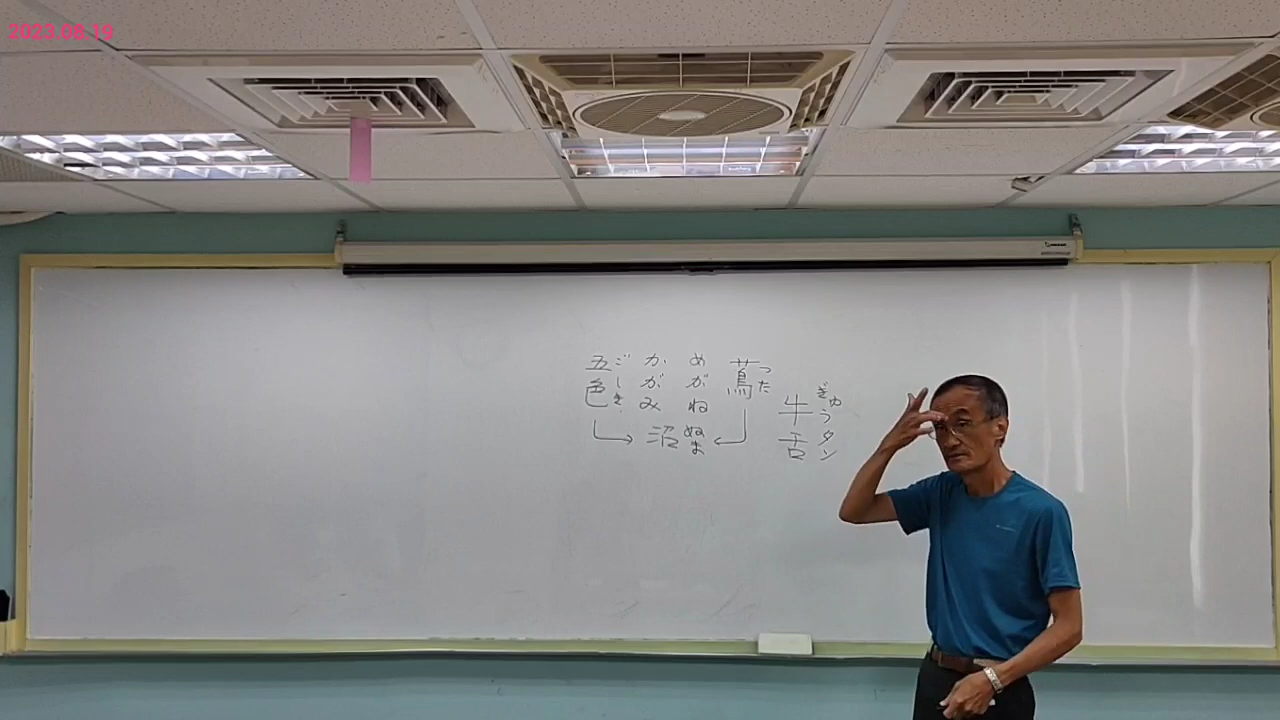 2023.08.19
牛舌
ぎゅうタン
蔦
つた
めがね
かがみ
五色
ごしき
沼
ぬま